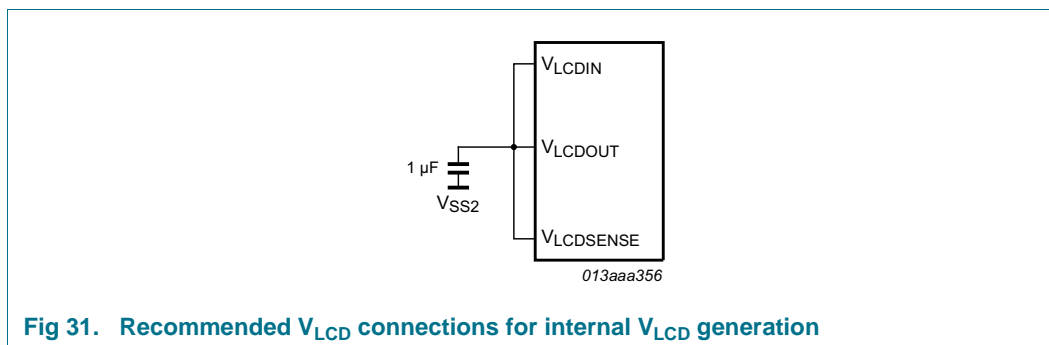 VLCDIN
VLCDOUT
1 µF
VSS2
VLCDSENSE
013aaa356
Fig 31. Recommended VLCD connections for internal VLCD generation